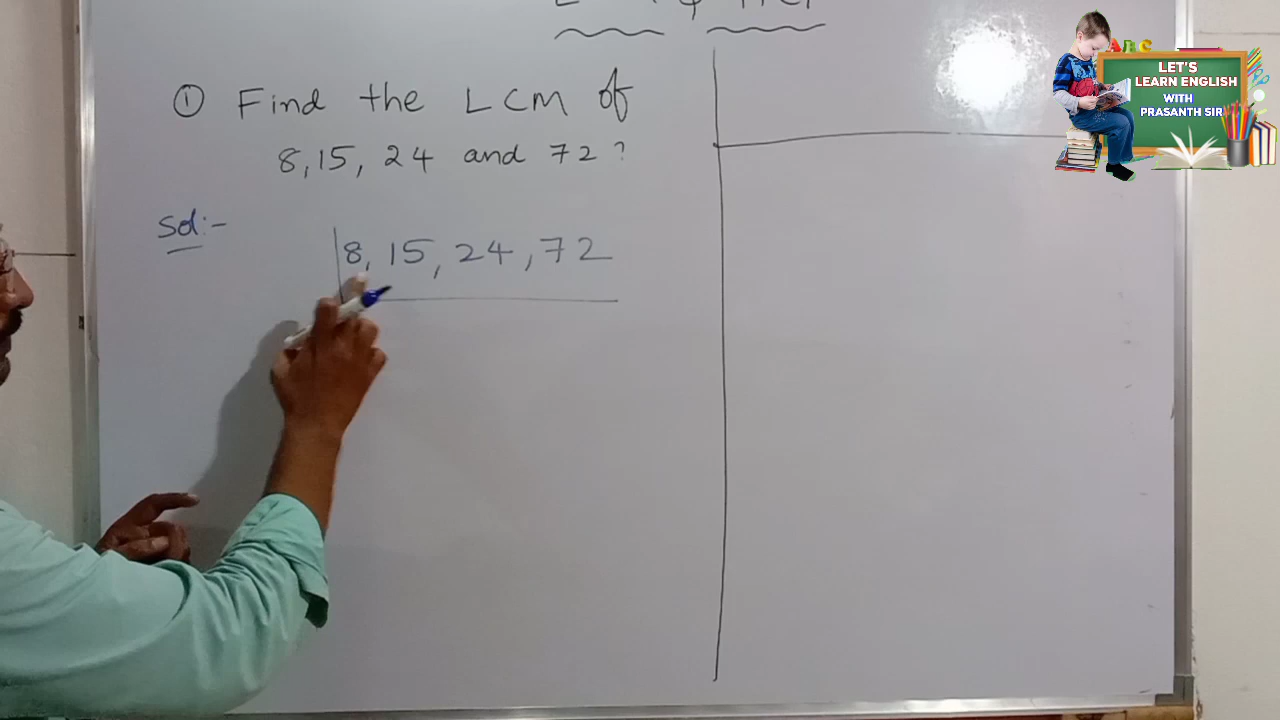 ① Find the LCM of
8, 15, 24 and 72 ?
Sol:-
8, 15, 24, 72
ABC
LET'S
LEARN ENGLISH
WITH
PRASANTH SIR